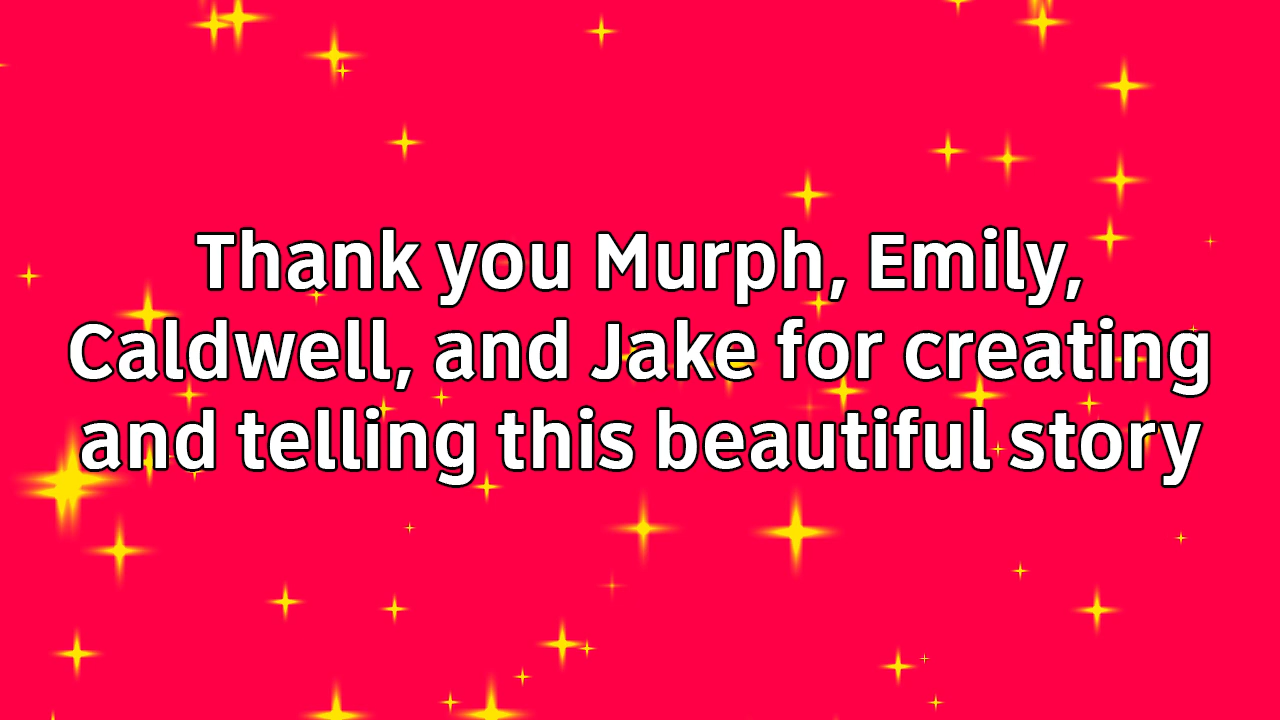 Thank you Murph, Emily,
Caldwell, and Jake for creating
and telling this beautiful story